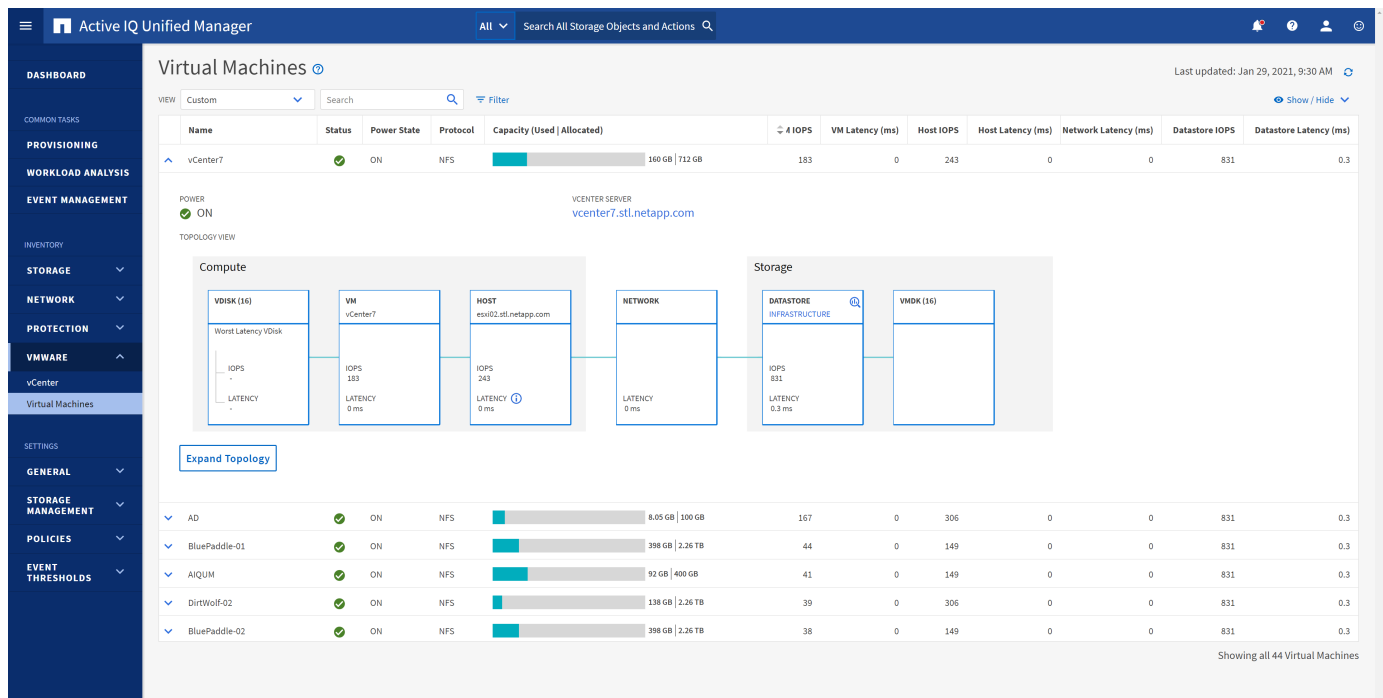 Active IQ Unified Manager
All
Search All Storage Objects and Actions
DASHBOARD
COMMON TASKS
PROVISIONING
WORKLOAD ANALYSIS
EVENT MANAGEMENT
INVENTORY
STORAGE
NETWORK
PROTECTION
VMWARE
vCenter
Virtual Machines
SETTINGS
GENERAL
STORAGE
MANAGEMENT
POLICIES
EVENT
THRESHOLDS
Virtual Machines
Last updated: Jan 29, 2021, 9:30 AM
VIEW Custom Search Filter Show / Hide
Name Status Power State Protocol Capacity (Used | Allocated) IOPS VM Latency (ms) Host IOPS Host Latency (ms) Network Latency (ms) Datastore IOPS Datastore Latency (ms)
vCenter7 ON NFS 160 GB | 712 GB 183 0 243 0 0 831 0.3
POWER
ON
VCENTER SERVER
vcenter7.stl.netapp.com
TOPOLOGY VIEW
Compute
VDISK (16)
Worst Latency VDisk
IOPS
-
LATENCY
-
VM
vCenter7
IOPS
183
LATENCY
0 ms
HOST
esxi02.stl.netapp.com
IOPS
243
LATENCY
0 ms
NETWORK
LATENCY
0 ms
Storage
DATASTORE
INFRASTRUCTURE
IOPS
831
LATENCY
0.3 ms
VMDK (16)
Expand Topology
AD ON NFS 8.05 GB | 100 GB 167 0 306 0 0 831 0.3
BluePaddle-01 ON NFS 398 GB | 2.26 TB 44 0 149 0 0 831 0.3
AIQUM ON NFS 92 GB | 400 GB 41 0 149 0 0 831 0.3
DirtWolf-02 ON NFS 138 GB | 2.26 TB 39 0 306 0 0 831 0.3
BluePaddle-02 ON NFS 398 GB | 2.26 TB 38 0 149 0 0 831 0.3
Showing all 44 Virtual Machines